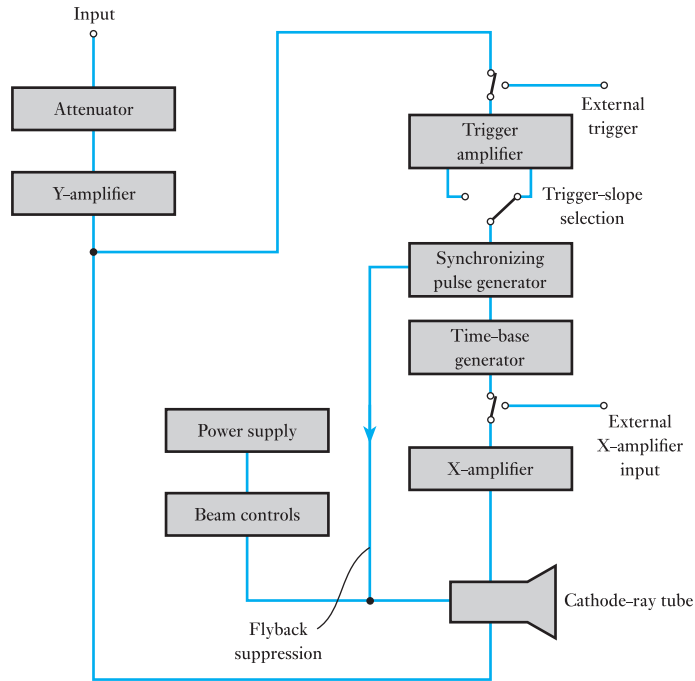 Input
Attenuator
Y–amplifier
External
trigger
Trigger
amplifier
Trigger–slope
selection
Synchronizing
pulse generator
Time–base
generator
External
X–amplifier
input
X–amplifier
Power supply
Beam controls
Cathode–ray tube
Flyback
suppression